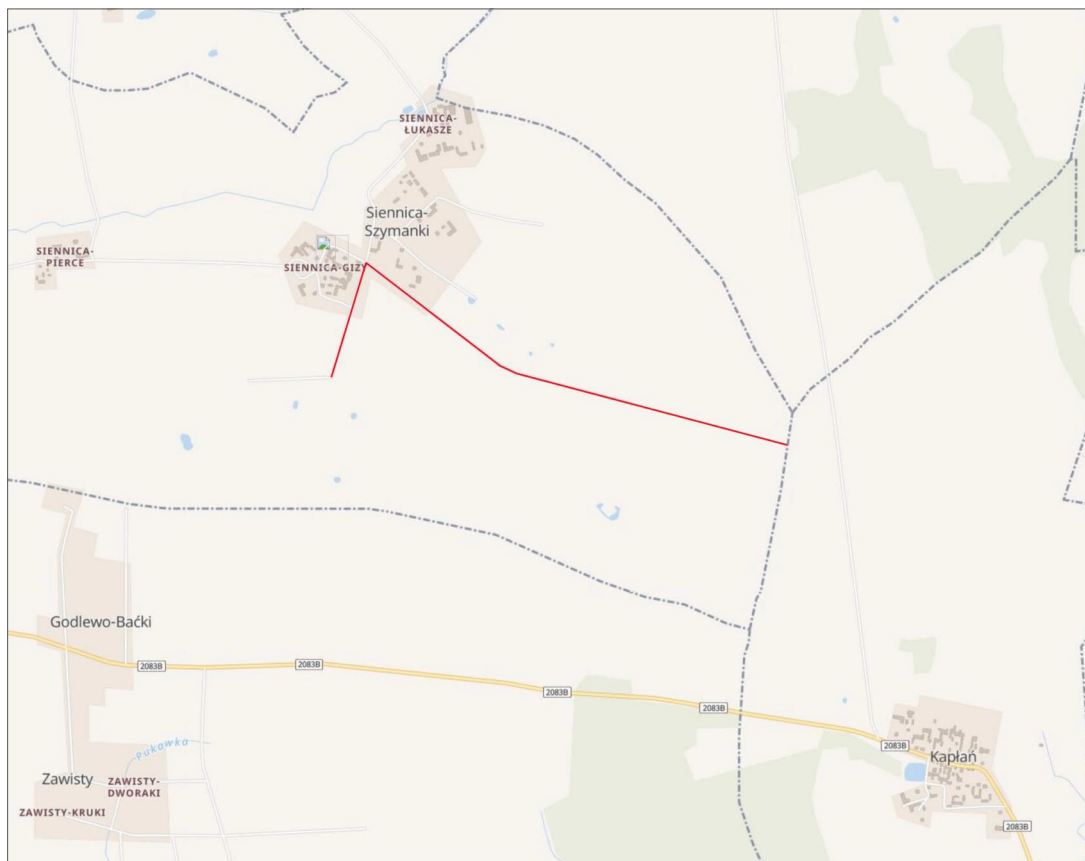 SIENNICA-
ŁUKASZE
Siennica-
Szymanki
SIENNICA-
PIERCE
SIENNICA-GIZY
Godlewo-Baćki
2083B
2083B
2083B
2083B
2083B
Pukawka
Kapłań
Zawisty
ZAWISTY-
DWORAKI
ZAWISTY-KRUKI
2083B